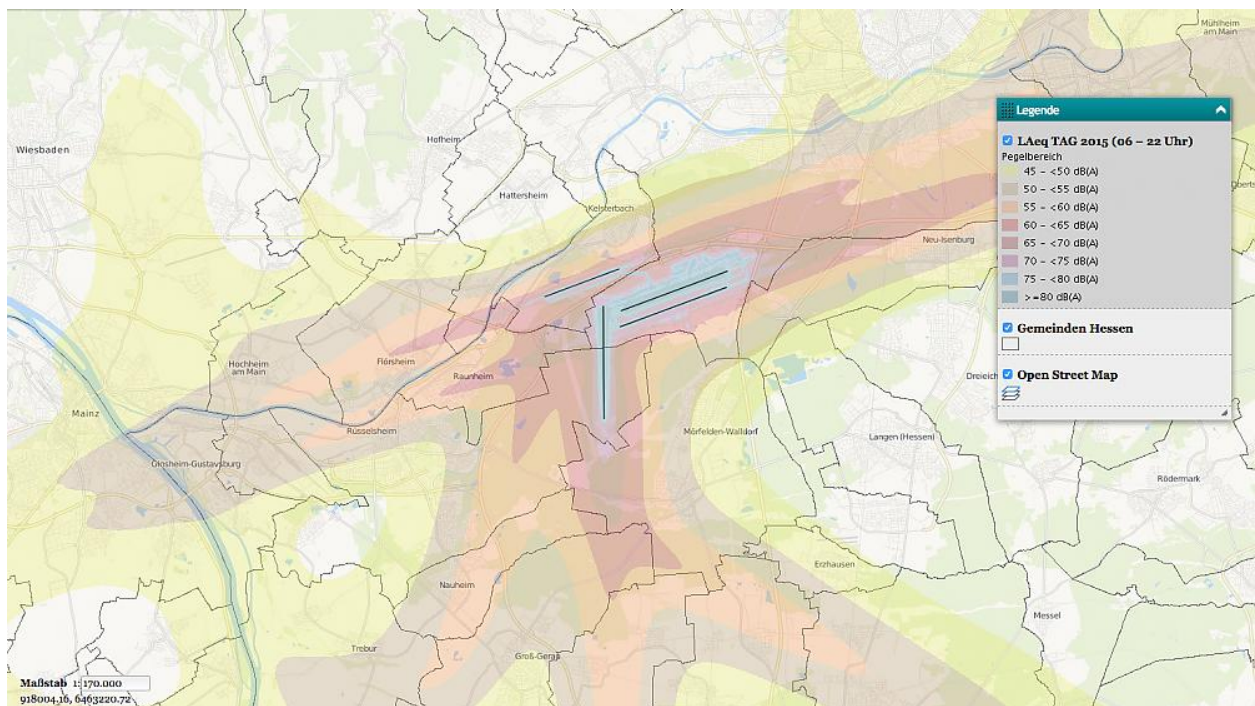 Mühlheim
am Main
Wiesbaden
Hofheim
Hattersheim
Kelsterbach
Neu-Isenburg
Legende
LAeq TAG 2015 (06 – 22 Uhr)
Pegelbereich
45 – <50 dB(A)
50 – <55 dB(A)
55 – <60 dB(A)
60 – <65 dB(A)
65 – <70 dB(A)
70 – <75 dB(A)
75 – <80 dB(A)
>=80 dB(A)
Gemeinden Hessen
Open Street Map
Hochheim
am Main
Flörsheim
Raunheim
Dreieich
Mainz
Rüsselsheim
Mörfelden-Walldorf
Langen (Hessen)
Ginsheim-Gustavsburg
Rödermark
Erzhausen
Nauheim
Messel
Trebur
Groß-Gerau
Maßstab 1: 170.000
918004.16, 6463220.72